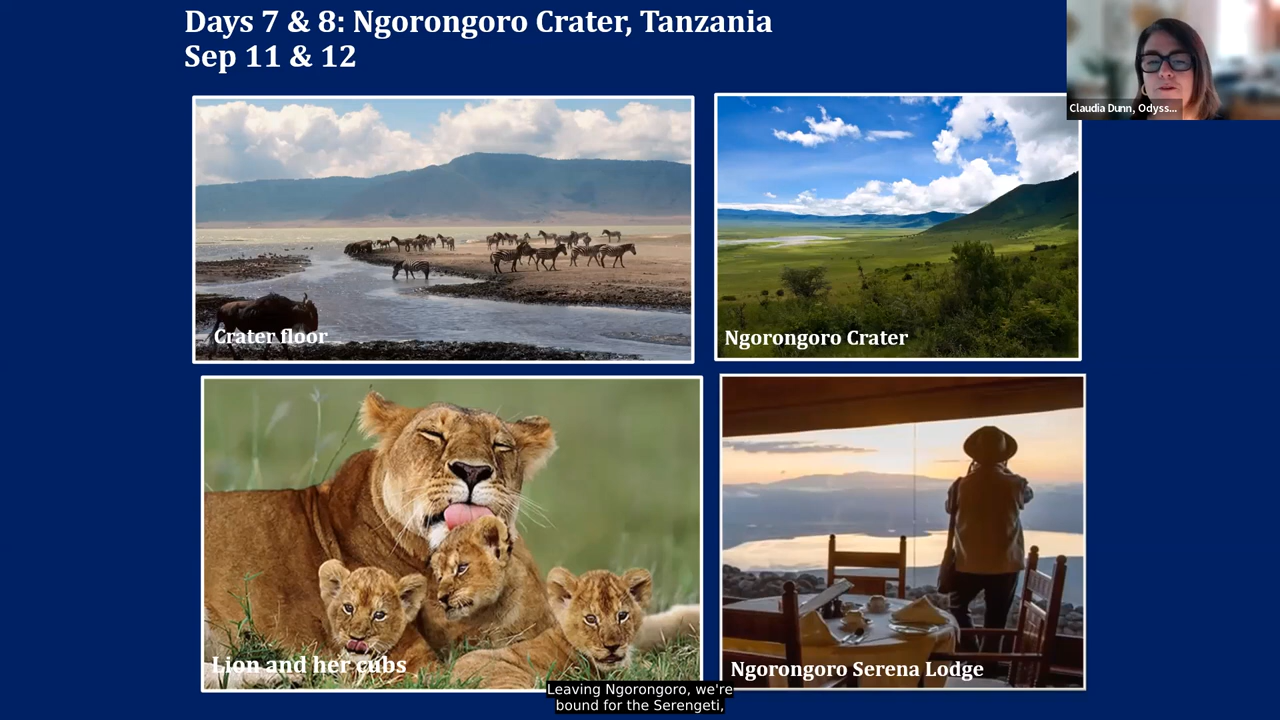 Days 7 & 8: Ngorongoro Crater, Tanzania
Sep 11 & 12
Claudia Dunn, Odyss...
Crater floor
Ngorongoro Crater
Lion and her cubs
Ngorongoro Serena Lodge
Leaving Ngorongoro, we're
bound for the Serengeti,